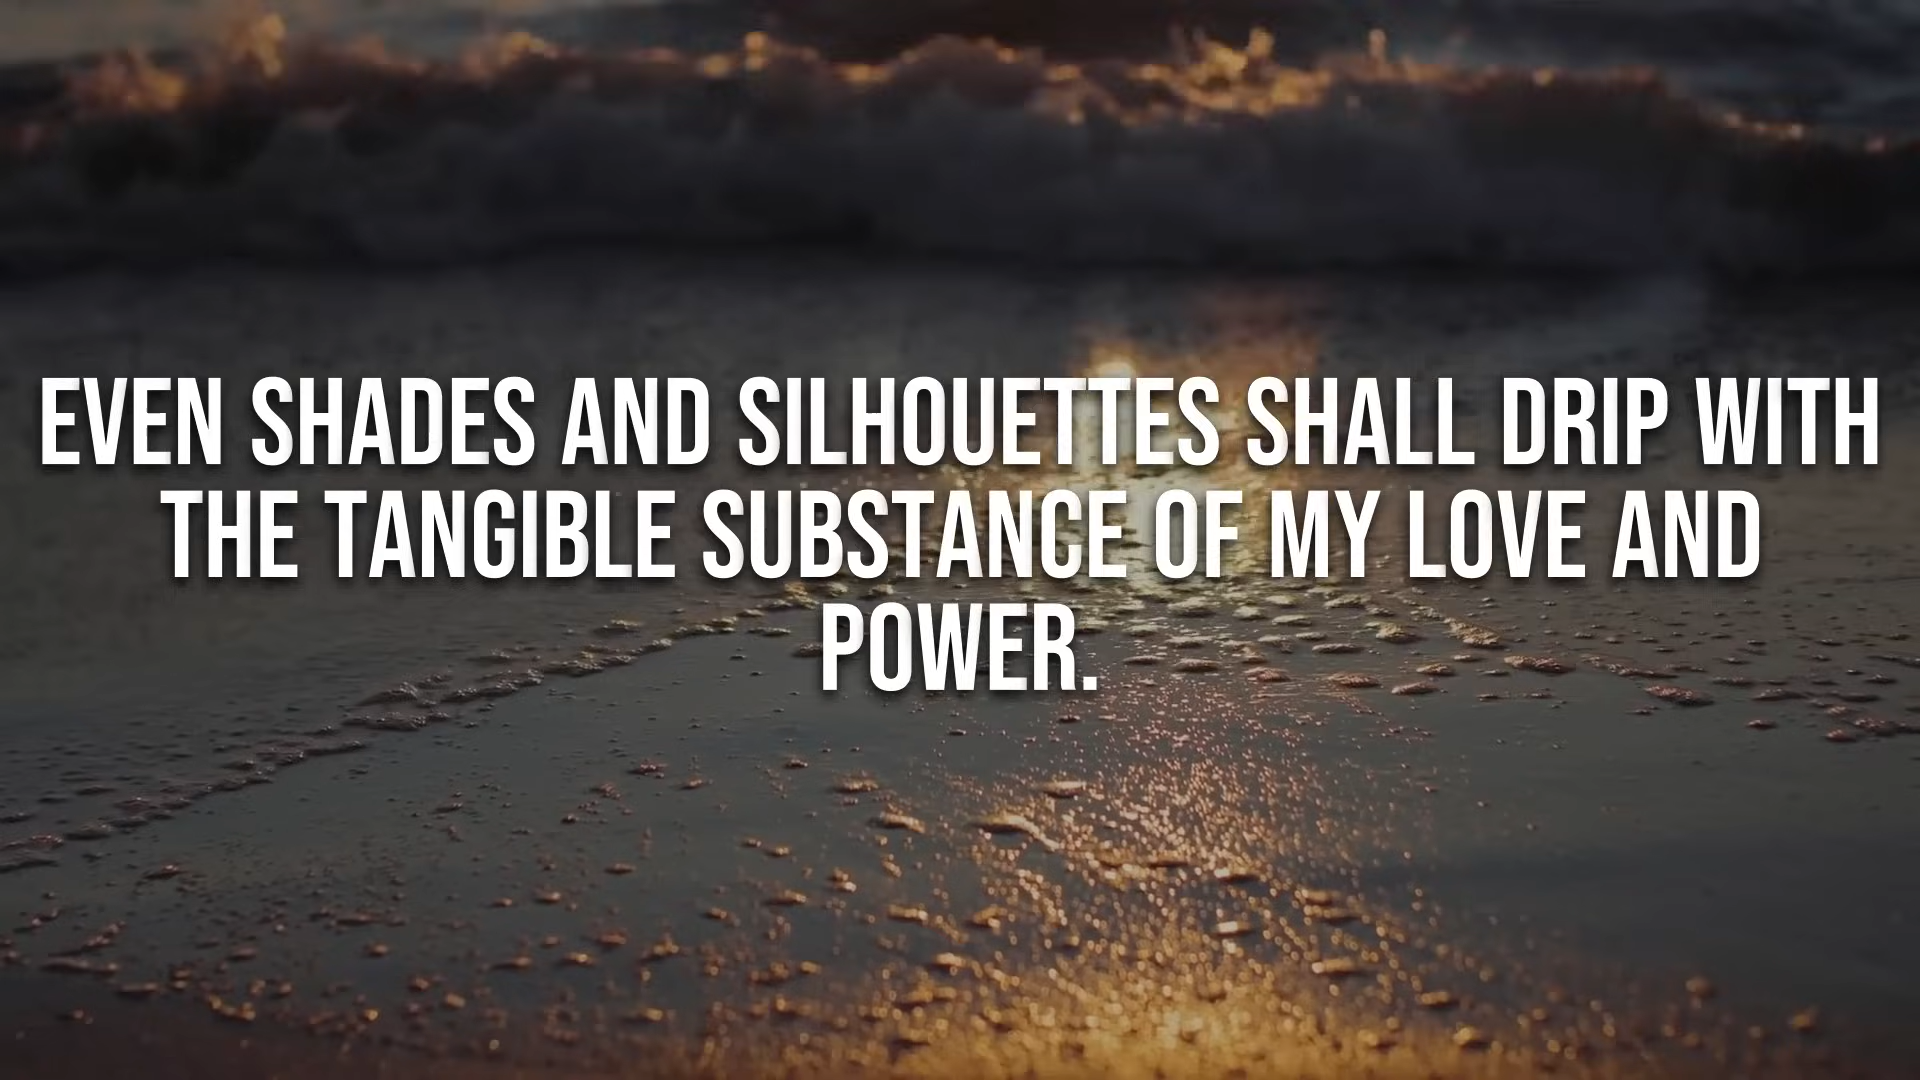 EVEN SHADES AND SILHOUETTES SHALL DRIP WITH
THE TANGIBLE SUBSTANCE OF MY LOVE AND
POWER.